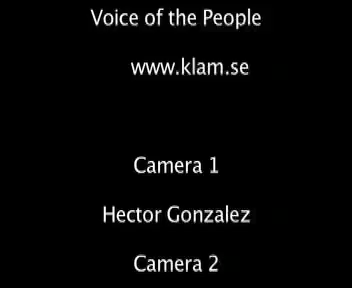 Voice of the People
www.klam.se
Camera 1
Hector Gonzalez
Camera 2